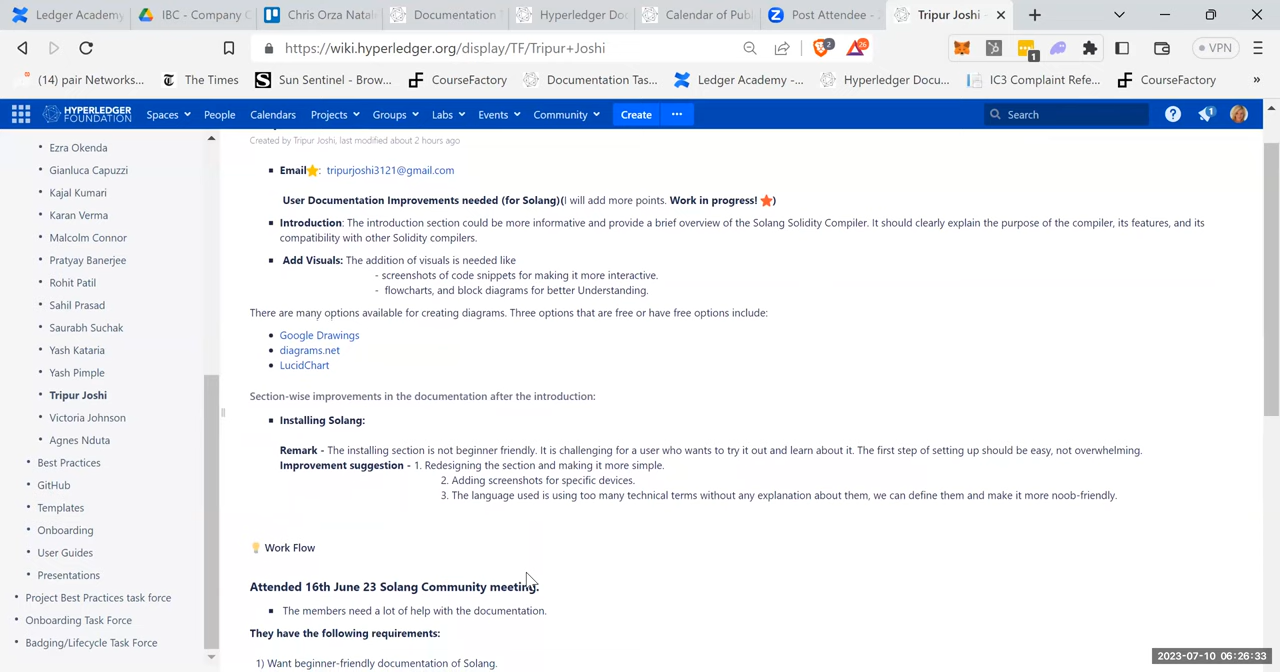 Ledger Academy
IBC - Company C
Chris Orza Natal
Documentation
Hyperledger Do
Calendar of Pub
Post Attendee -
Tripur Joshi
https://wiki.hyperledger.org/display/TF/Tripur+Joshi
2
26
1
VPN
(14) pair Networks...
The Times
Sun Sentinel - Brow...
CourseFactory
Documentation Tas...
Ledger Academy -...
Hyperledger Docu...
IC3 Complaint Refe...
CourseFactory
»
HYPERLEDGER
FOUNDATION
Spaces
People
Calendars
Projects
Groups
Labs
Events
Community
Create
...
Search
1
Ezra Okenda
Gianluca Capuzzi
Kajal Kumari
Karan Verma
Malcolm Connor
Pratyay Banerjee
Rohit Patil
Sahil Prasad
Saurabh Suchak
Yash Kataria
Yash Pimple
Tripur Joshi
Victoria Johnson
Agnes Nduta
Best Practices
GitHub
Templates
Onboarding
User Guides
Presentations
Project Best Practices task force
Onboarding Task Force
Badging/Lifecycle Task Force
Created by Tripur Joshi, last modified about 2 hours ago
Email⭐: tripurjoshi3121@gmail.com
User Documentation Improvements needed (for Solang)(I will add more points. Work in progress! )
Introduction: The introduction section could be more informative and provide a brief overview of the Solang Solidity Compiler. It should clearly explain the purpose of the compiler, its features, and its
compatibility with other Solidity compilers.
Add Visuals: The addition of visuals is needed like
- screenshots of code snippets for making it more interactive.
- flowcharts, and block diagrams for better Understanding.
There are many options available for creating diagrams. Three options that are free or have free options include:
Google Drawings
diagrams.net
LucidChart
Section-wise improvements in the documentation after the introduction:
Installing Solang:
Remark - The installing section is not beginner friendly. It is challenging for a user who wants to try it out and learn about it. The first step of setting up should be easy, not overwhelming.
Improvement suggestion - 1. Redesigning the section and making it more simple.
2. Adding screenshots for specific devices.
3. The language used is using too many technical terms without any explanation about them, we can define them and make it more noob-friendly.
💡 Work Flow
Attended 16th June 23 Solang Community meeting.
The members need a lot of help with the documentation.
They have the following requirements:
1) Want beginner-friendly documentation of Solang.
2023-07-10 06:26:33